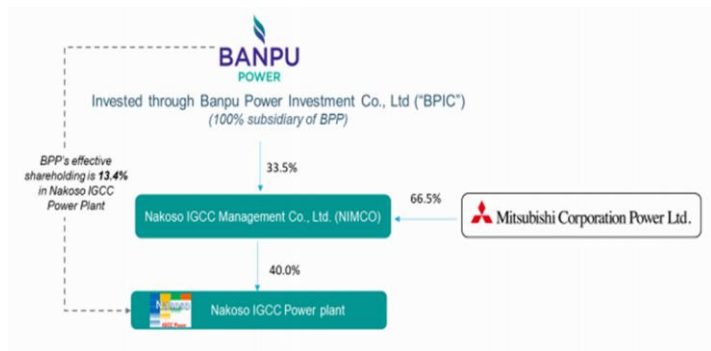 BANPU
POWER
Invested through Banpu Power Investment Co., Ltd ("BPIC")
(100% subsidiary of BPP)
BPP's effective
shareholding is 13.4%
in Nakoso IGCC
Power Plant
33.5%
66.5%
Nakoso IGCC Management Co., Ltd. (NIMCO)
Mitsubishi Corporation Power Ltd.
40.0%
Nakoso IGCC Power plant